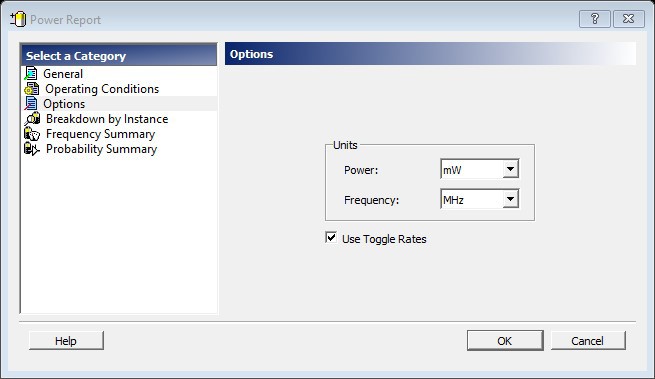 Power Report
?
Select a Category
Options
General
Operating Conditions
Options
Breakdown by Instance
Frequency Summary
Probability Summary
Units
Power: mW
Frequency: MHz
Use Toggle Rates
Help
OK
Cancel